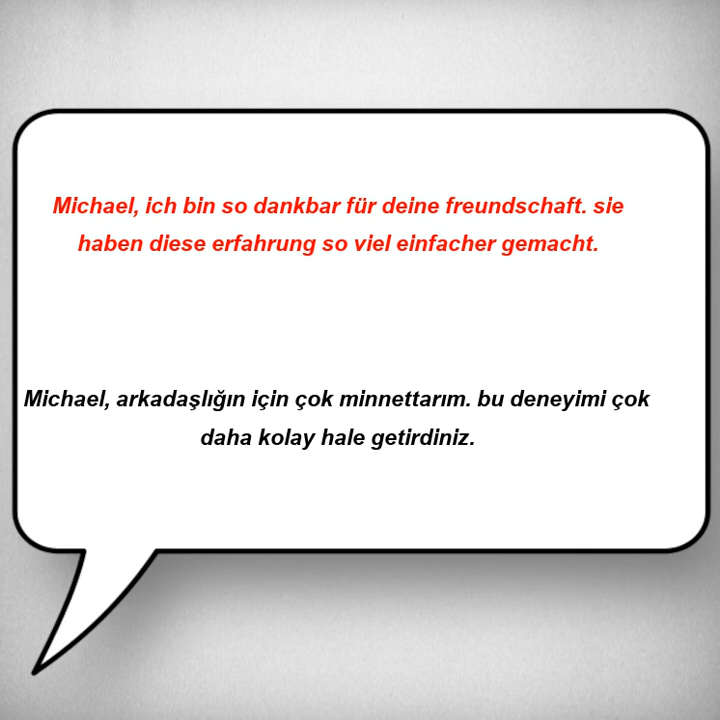 Michael, ich bin so dankbar für deine freundschaft. sie
haben diese erfahrung so viel einfacher gemacht.
Michael, arkadaşlığın için çok minnettarım. bu deneyimi çok
daha kolay hale getirdiniz.